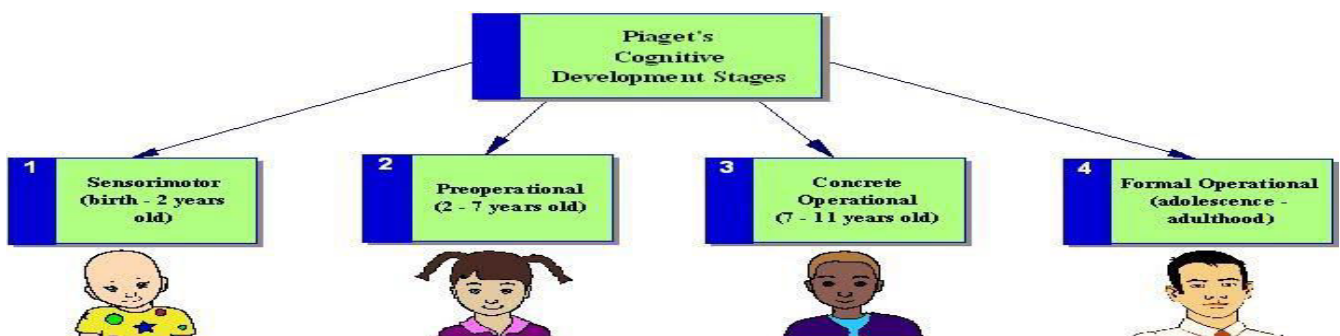 Piaget's
Cognitive
Development Stages
1
Sensorimotor
(birth - 2 years
old)
2
Preoperational
(2 - 7 years old)
3
Concrete
Operational
(7 - 11 years old)
4
Formal Operational
(adolescence -
adulthood)